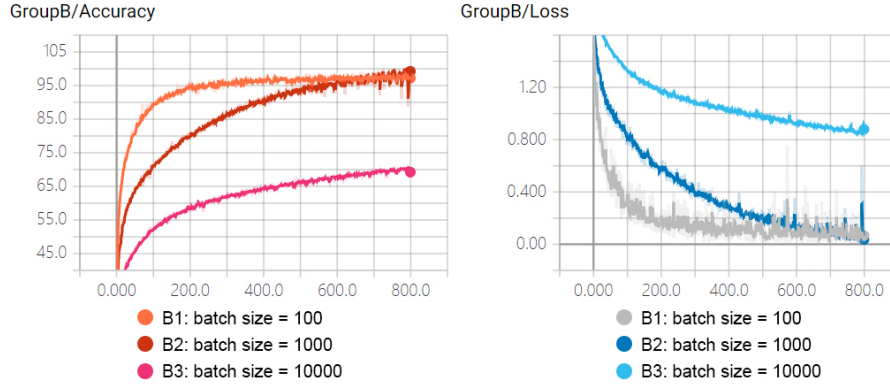 GroupB/Accuracy
105
95.0
85.0
75.0
65.0
55.0
45.0
0.000 200.0 400.0 600.0 800.0
B1: batch size = 100
B2: batch size = 1000
B3: batch size = 10000
GroupB/Loss
1.20
0.800
0.400
0.00
0.000 200.0 400.0 600.0 800.0
B1: batch size = 100
B2: batch size = 1000
B3: batch size = 10000